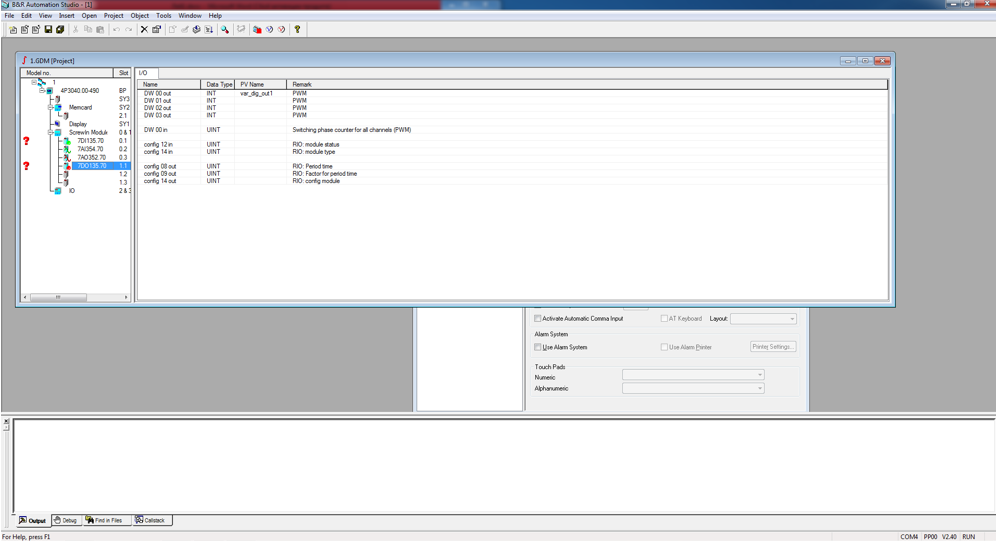 B&R Automation Studio - [1]
File Edit View Insert Open Project Object Tools Window Help
1.GDM [Project]
Model no. Slot
1
4P3040.00-490 BP
SY3
Memcard SY2
2.1
Display SY1
ScrewIn Module 0 & 1
? 7DI135.70 0.1
7AI354.70 0.2
7AO352.70 0.3
? 7DO135.70 1.1
1.2
1.3
IO 2 & 3
I/O
Name Data Type PV Name Remark
DW 00 out INT var_dig_out1 PWM
DW 01 out INT PWM
DW 02 out INT PWM
DW 03 out INT PWM
DW 00 in UINT Switching phase counter for all channels (PWM)
config 12 in UINT RIO: module status
config 14 in UINT RIO: module type
config 08 out UINT RIO: Period time
config 09 out UINT RIO: Factor for period time
config 14 out UINT RIO: config module
Activate Automatic Comma Input AT Keyboard Layout:
Alarm System
Use Alarm System Use Alarm Printer Printer Settings...
Touch Pads
Numeric
Alphanumeric
Output Debug Find in Files Callstack
For Help, press F1 COM4 PP00 V2.40 RUN